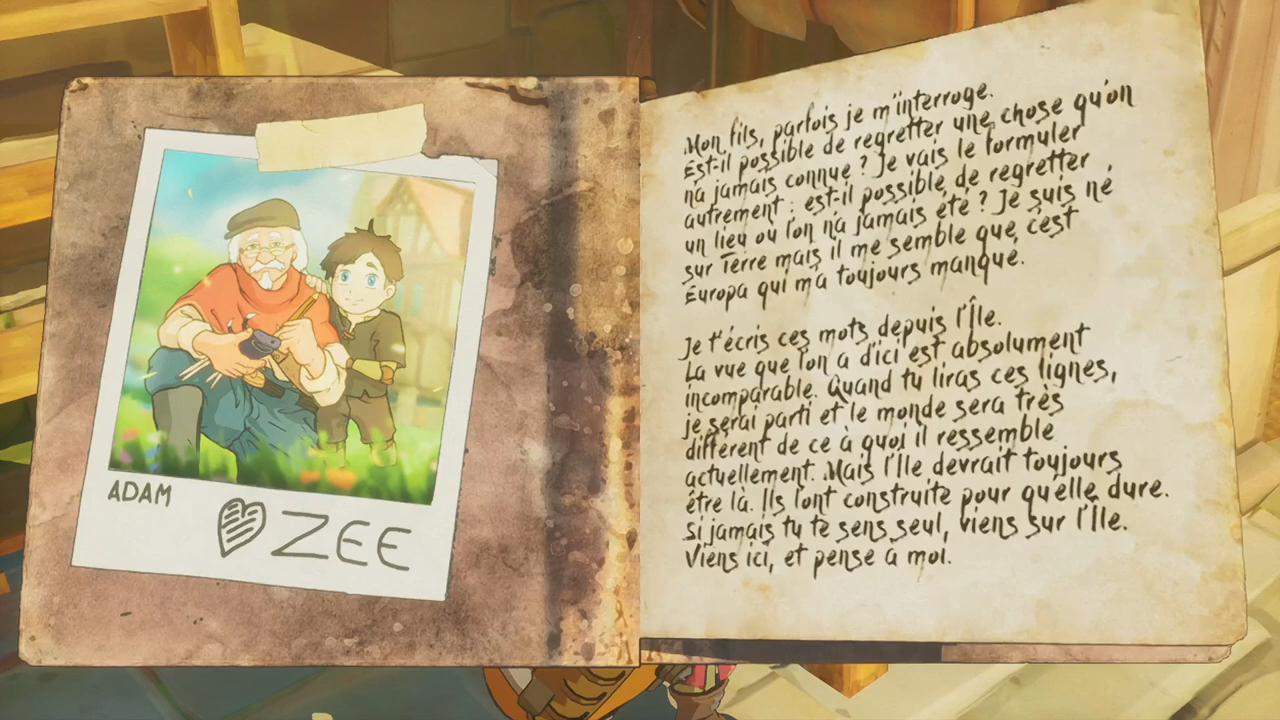 ADAM
ZEE
Mon fils, parfois je m'interroge.
Est-il possible de regretter une chose qu'on
n'a jamais connue ? Je vais le formuler
autrement : est-il possible de regretter
un lieu où l'on n'a jamais été ? Je suis né
sur Terre mais il me semble que c'est
Europa qui m'a toujours manqué.
Je t'écris ces mots depuis l'Île.
La vue que l'on a d'ici est absolument
incomparable. Quand tu liras ces lignes,
je serai parti et le monde sera très
différent de ce à quoi il ressemble
actuellement. Mais l'Île devrait toujours
être là. Ils l'ont construite pour qu'elle dure.
Si jamais tu te sens seul, viens sur l'Île.
Viens ici, et pense à moi.